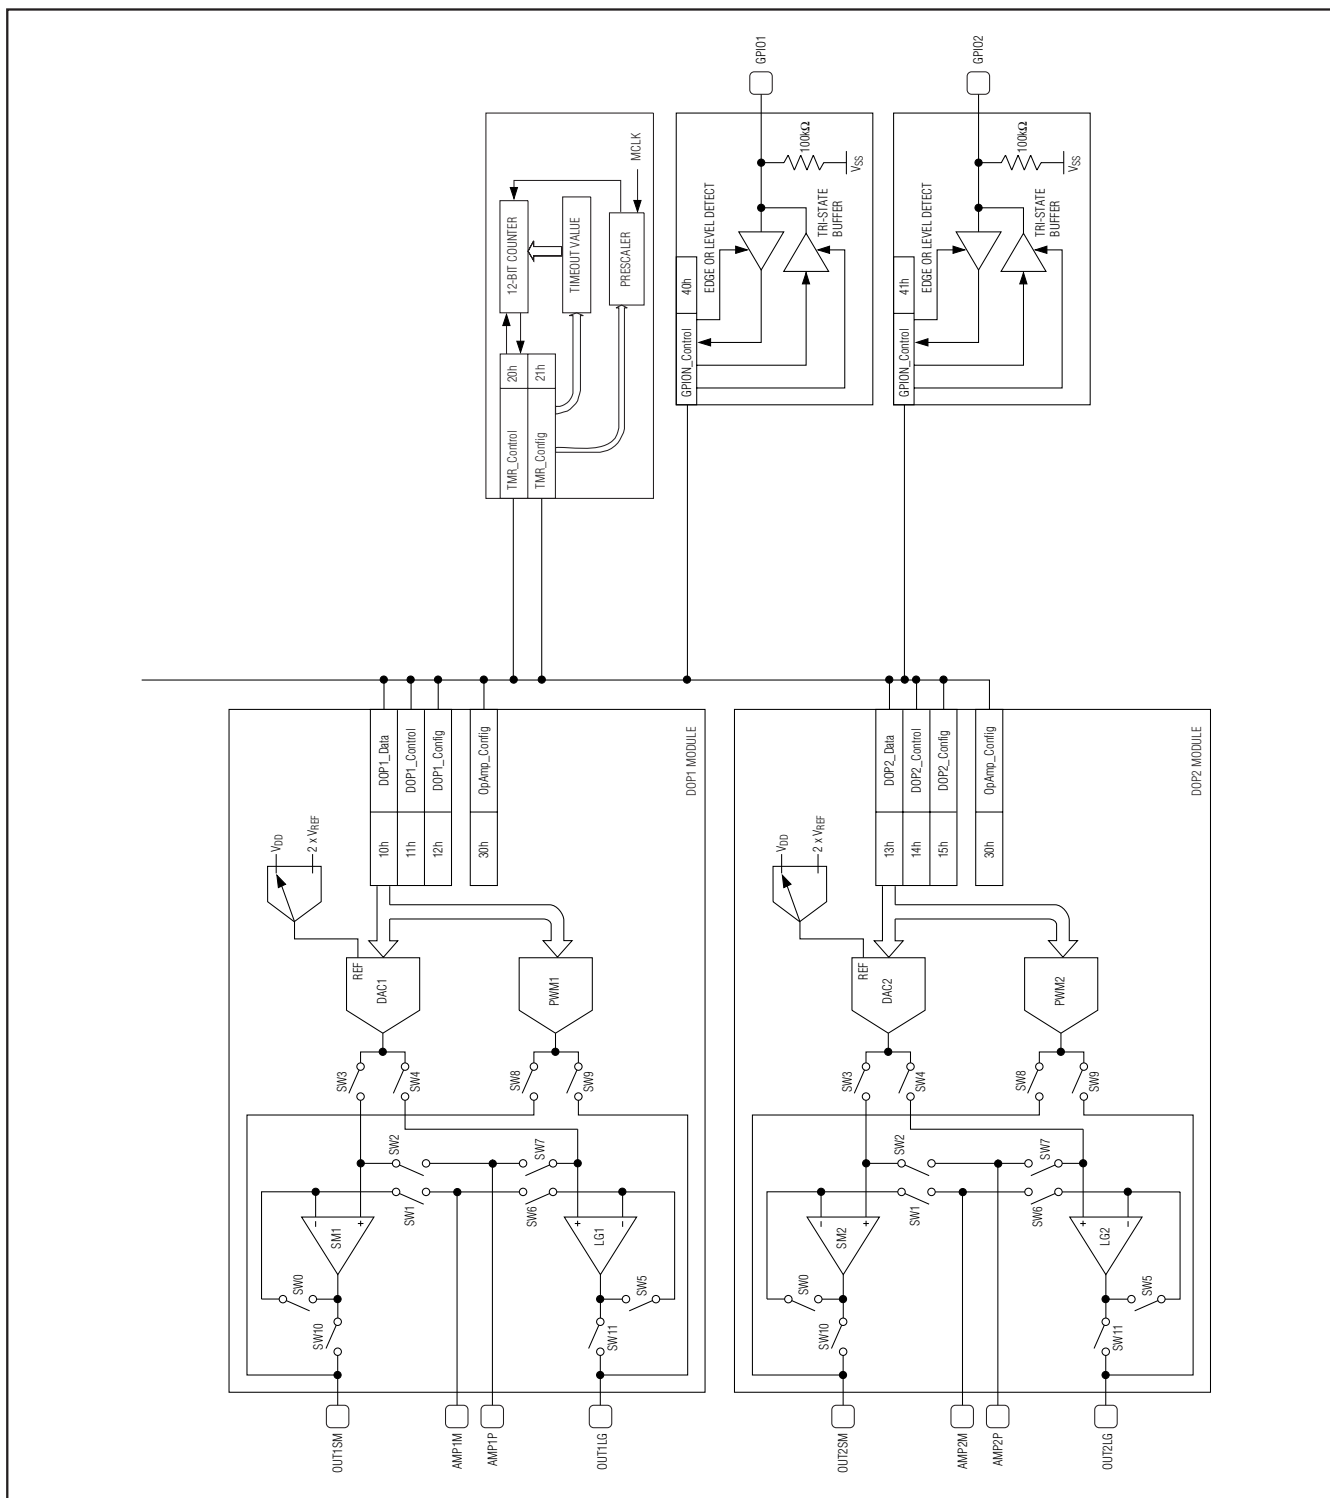 GPIO1
GPIO2
MCLK
12-BIT COUNTER
TIMEOUT VALUE
PRESCALER
20h
21h
TMR_Control
TMR_Config
100kΩ
VSS
EDGE OR LEVEL DETECT
TRI-STATE
BUFFER
40h
GPION_Control
100kΩ
VSS
EDGE OR LEVEL DETECT
TRI-STATE
BUFFER
41h
GPION_Control
DOP1 MODULE
DOP1_Data
DOP1_Control
DOP1_Config
OpAmp_Config
10h
11h
12h
30h
VDD
2 x VREF
REF
DAC1
PWM1
SW3
SW4
SW8
SW9
SW2
SW7
SW1
SW6
SM1
-
+
LG1
+
-
SW0
SW5
SW10
SW11
OUT1SM
AMP1M
AMP1P
OUT1LG
DOP2 MODULE
DOP2_Data
DOP2_Control
DOP2_Config
OpAmp_Config
13h
14h
15h
30h
VDD
2 x VREF
REF
DAC2
PWM2
SW3
SW4
SW8
SW9
SW2
SW7
SW1
SW6
SM2
-
+
LG2
+
-
SW0
SW5
SW10
SW11
OUT2SM
AMP2M
AMP2P
OUT2LG